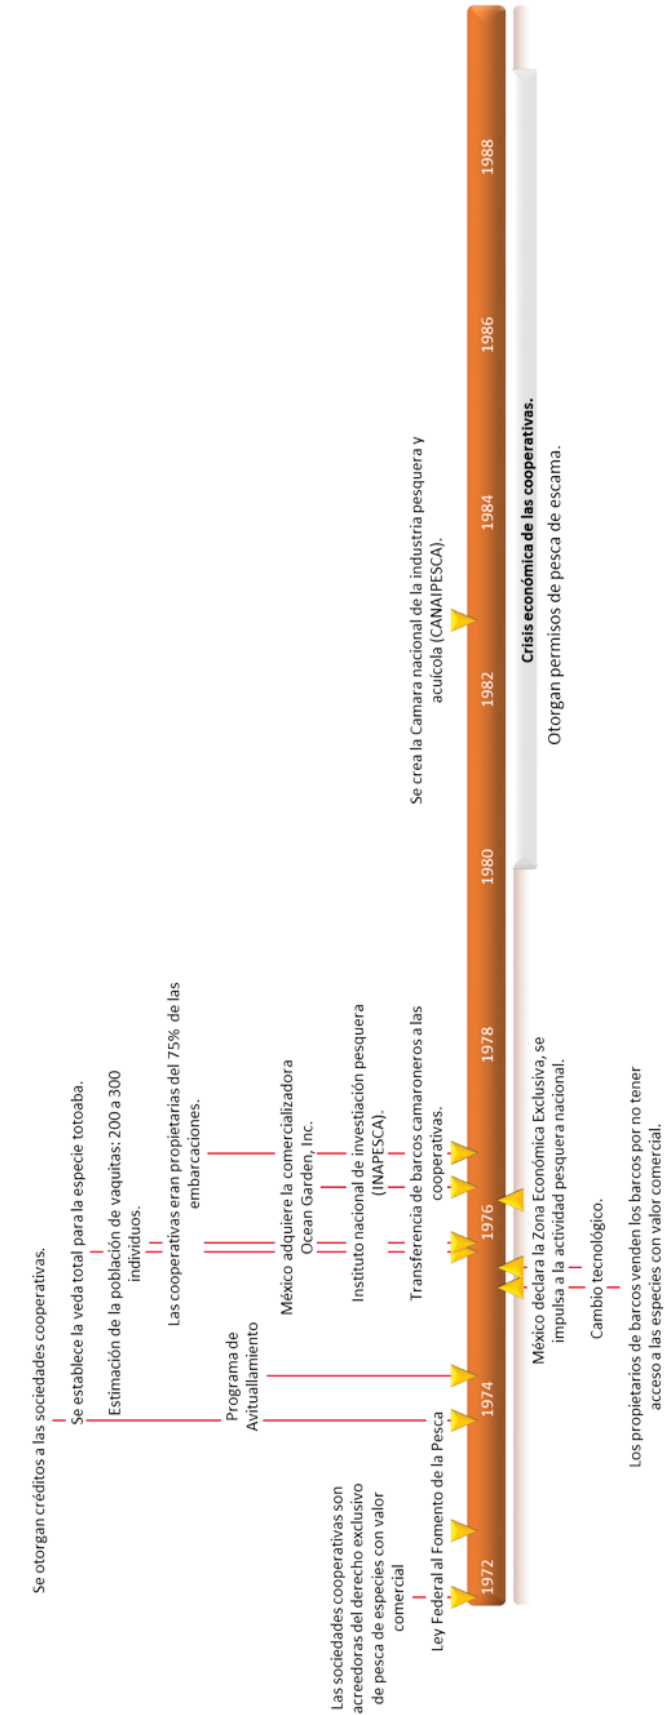 Se otorgan créditos a las sociedades cooperativas.
Se establece la veda total para la especie totoaba.
Estimación de la población de vaquitas: 200 a 300
individuos.
Las cooperativas eran propietarias del 75% de las
embarcaciones.
Programa de
Avituallamiento
México adquiere la comercializadora
Ocean Garden, Inc.
Las sociedades cooperativas son
acreedoras del derecho exclusivo
de pesca de especies con valor
comercial
Instituto nacional de investiación pesquera
(INAPESCA).
Ley Federal al Fomento de la Pesca
Transferencia de barcos camaroneros a las
cooperativas.
Se crea la Camara nacional de la industria pesquera y
acuícola (CANAIPESCA).
1972
1974
1976
1978
1980
1982
1984
1986
1988
Crisis económica de las cooperativas.
Otorgan permisos de pesca de escama.
México declara la Zona Económica Exclusiva, se
impulsa a la actividad pesquera nacional.
Cambio tecnológico.
Los propietarios de barcos venden los barcos por no tener
acceso a las especies con valor comercial.